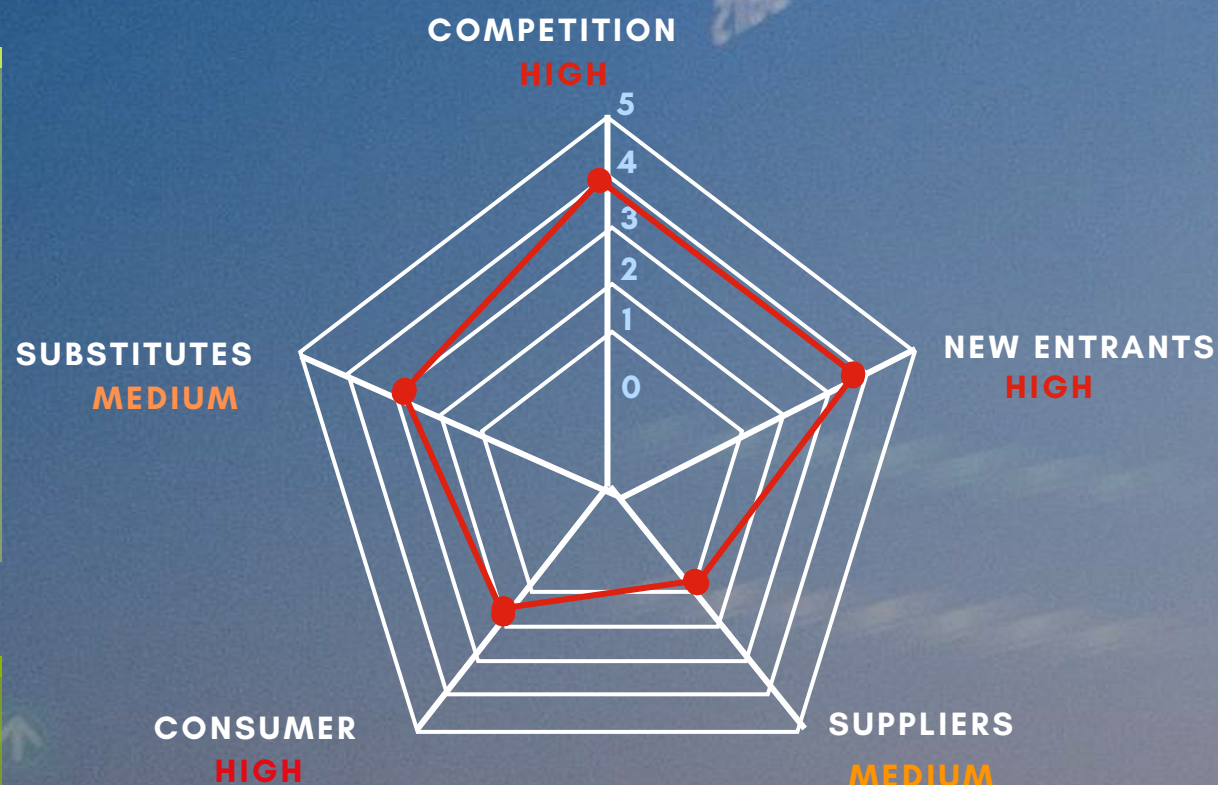 COMPETITION
HIGH
5
4
3
2
1
0
SUBSTITUTES
MEDIUM
NEW ENTRANTS
HIGH
CONSUMER
HIGH
SUPPLIERS
MEDIUM